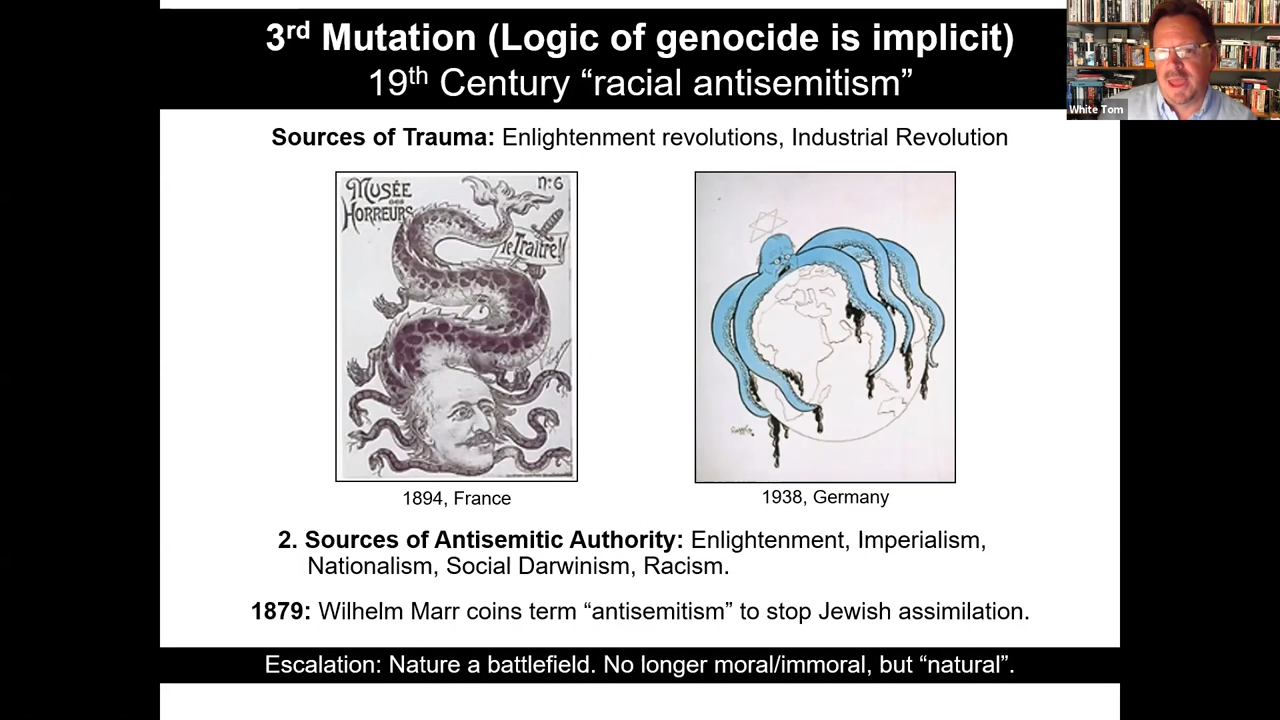 3rd Mutation (Logic of genocide is implicit)
19th Century “racial antisemitism”
White Tom
Sources of Trauma: Enlightenment revolutions, Industrial Revolution
MUSÉE
DES
HORREURS
N:6
le Traître!
1894, France
1938, Germany
2. Sources of Antisemitic Authority: Enlightenment, Imperialism,
Nationalism, Social Darwinism, Racism.
1879: Wilhelm Marr coins term “antisemitism” to stop Jewish assimilation.
Escalation: Nature a battlefield. No longer moral/immoral, but “natural”.